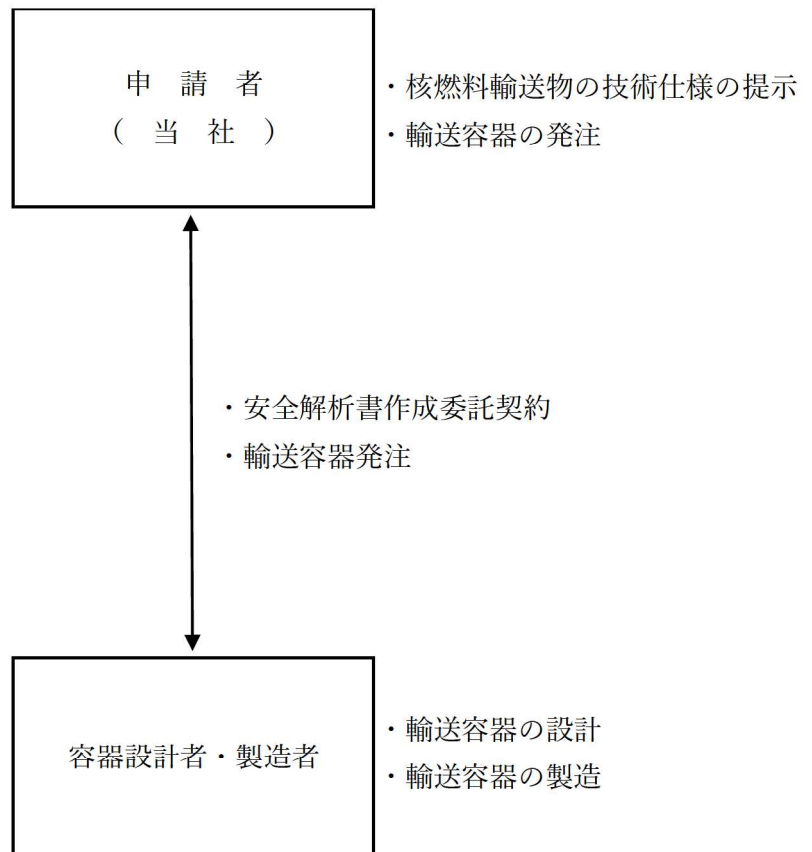 申 請 者
( 当 社 )
・核燃料輸送物の技術仕様の提示
・輸送容器の発注
・安全解析書作成委託契約
・輸送容器発注
容器設計者・製造者
・輸送容器の設計
・輸送容器の製造